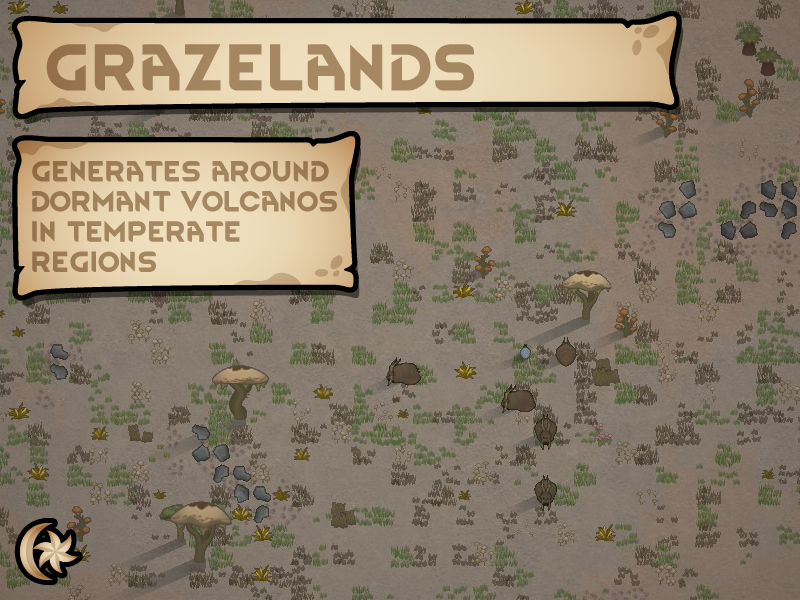 GRAZELANDS
GENERATES AROUND
DORMANT VOLCANOS
IN TEMPERATE
REGIONS